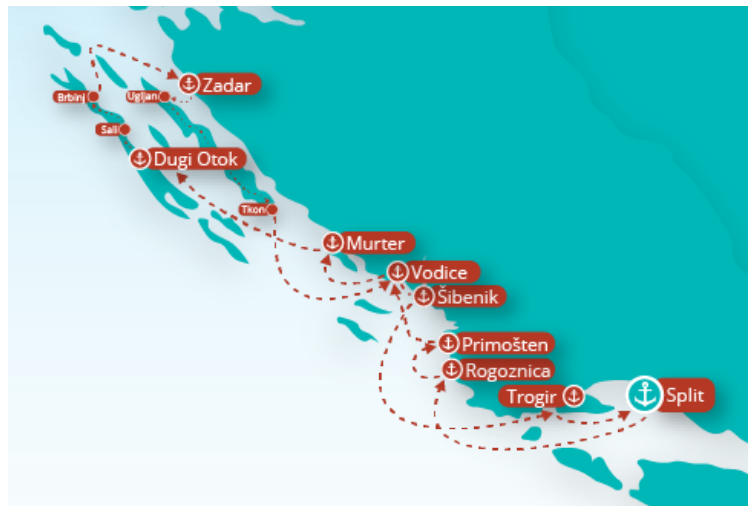 Zadar
Brbinj
Ugljan
Sali
Dugi Otok
Tkon
Murter
Vodice
Šibenik
Primošten
Rogoznica
Trogir
Split